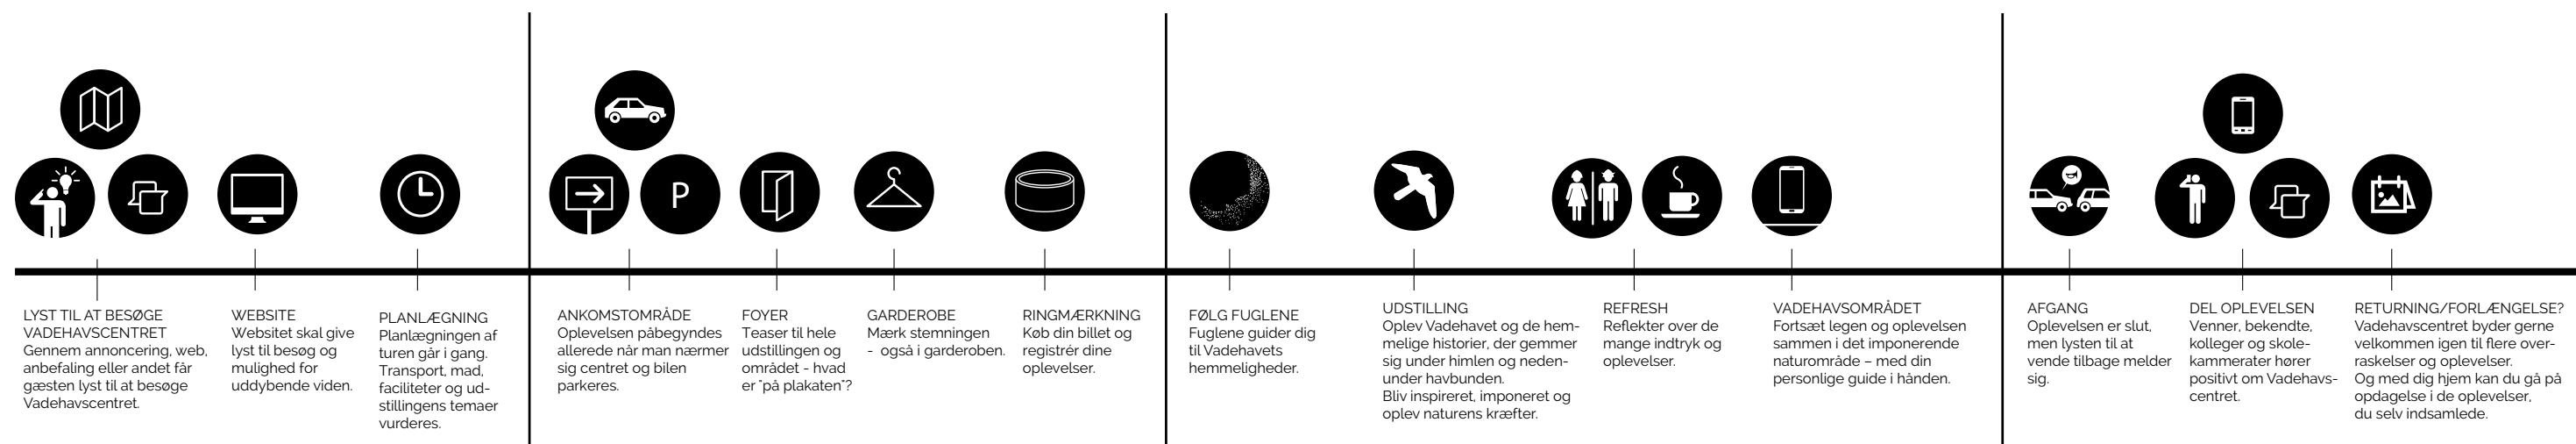 P
LYST TIL AT BESØGE
VADEHAVSCENTRET
Gennem annoncering, web,
anbefaling eller andet får
gæsten lyst til at besøge
Vadehavscentret.
WEBSITE
Websitet skal give
lyst til besøg og
mulighed for
uddybende viden.
PLANLÆGNING
Planlægningen af
turen går i gang.
Transport, mad,
faciliteter og ud-
stillingens temaer
vurderes.
ANKOMSTOMRÅDE
Oplevelsen påbegyndes
allerede når man nærmer
sig centret og bilen
parkeres.
FOYER
Teaser til hele
udstillingen og
området - hvad
er "på plakaten"?
GARDEROBE
Mærk stemningen
- også i garderoben.
RINGMÆRKNING
Køb din billet og
registrér dine
oplevelser.
FØLG FUGLENE
Fuglene guider dig
til Vadehavets
hemmeligheder.
UDSTILLING
Oplev Vadehavet og de hem-
melige historier, der gemmer
sig under himlen og neden-
under havbunden.
Bliv inspireret, imponeret og
oplev naturens kræfter.
REFRESH
Reflekter over de
mange indtryk og
oplevelser.
VADEHAVSOMRÅDET
Fortsæt legen og oplevelsen
sammen i det imponerende
naturområde – med din
personlige guide i hånden.
AFGANG
Oplevelsen er slut,
men lysten til at
vende tilbage melder
sig.
DEL OPLEVELSEN
Venner, bekendte,
kolleger og skole-
kammerater hører
positivt om Vadehavs-
centret.
RETURNING/FORLÆNGELSE?
Vadehavscentret byder gerne
velkommen igen til flere over-
raskelser og oplevelser.
Og med dig hjem kan du gå på
opdagelse i de oplevelser,
du selv indsamlede.